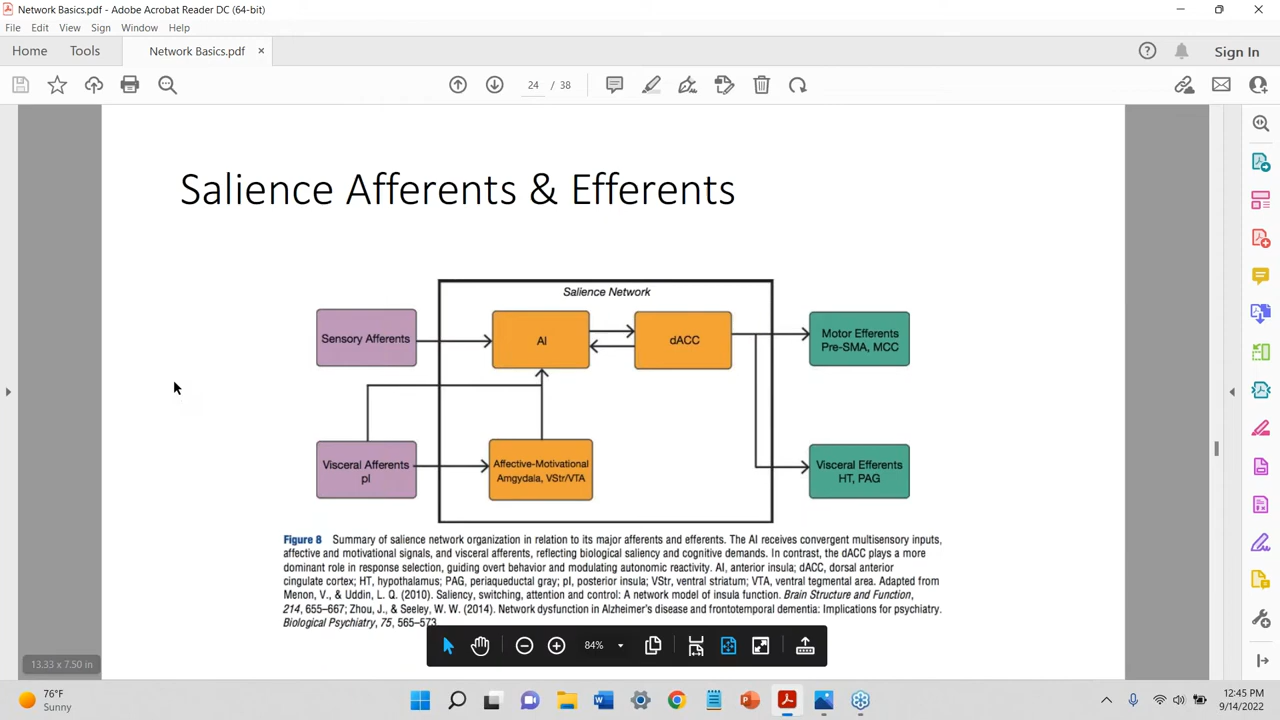 Network Basics.pdf - Adobe Acrobat Reader DC (64-bit)
File Edit View Sign Window Help
Home Tools Network Basics.pdf × Sign In
24 / 38
Salience Afferents & Efferents
Salience Network
Sensory Afferents
AI
dACC
Motor Efferents
Pre-SMA, MCC
Visceral Afferents
pI
Affective-Motivational
Amgydala, VStr/VTA
Visceral Efferents
HT, PAG
Figure 8 Summary of salience network organization in relation to its major afferents and efferents. The AI receives convergent multisensory inputs,
affective and motivational signals, and visceral afferents, reflecting biological saliency and cognitive demands. In contrast, the dACC plays a more
dominant role in response selection, guiding overt behavior and modulating autonomic reactivity. AI, anterior insula; dACC, dorsal anterior
cingulate cortex; HT, hypothalamus; PAG, periaqueductal gray; pI, posterior insula; VStr, ventral striatum; VTA, ventral tegmental area. Adapted from
Menon, V., & Uddin, L. Q. (2010). Saliency, switching, attention and control: A network model of insula function. Brain Structure and Function,
214, 655–667; Zhou, J., & Seeley, W. W. (2014). Network dysfunction in Alzheimer's disease and frontotemporal dementia: Implications for psychiatry.
Biological Psychiatry, 75, 565–573.
84%
13.33 x 7.50 in
76°F
Sunny
12:45 PM
9/14/2022